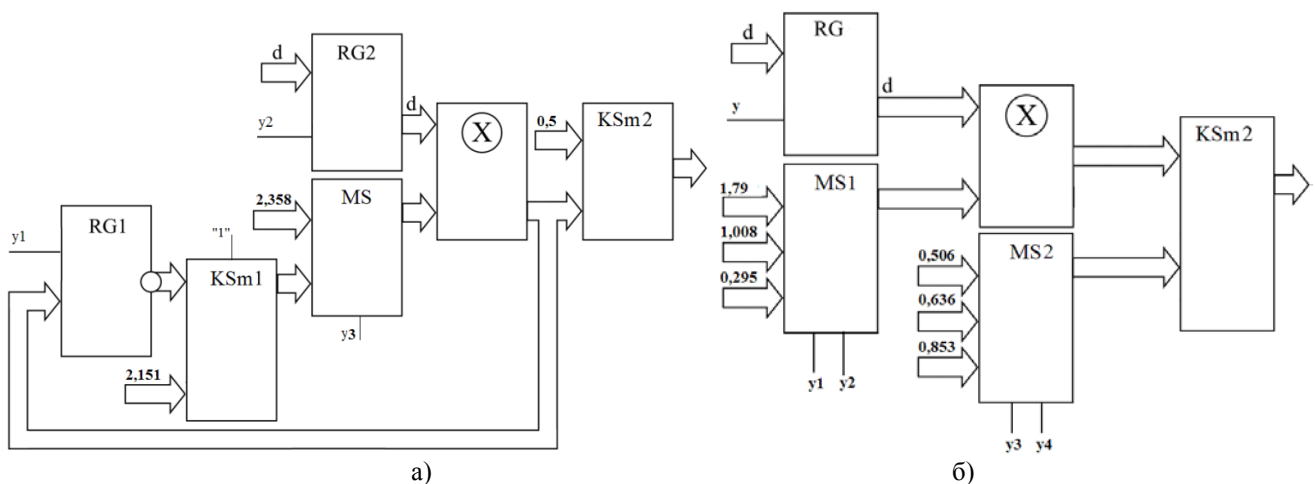 d
RG2
y2
d
X
0,5
KSm2
2,358
MS
y3
y1
RG1
"1"
KSm1
2,151
а)
d
RG
y
d
X
KSm2
1,79
1,008
0,295
MS1
y1 y2
0,506
0,636
0,853
MS2
y3 y4
б)